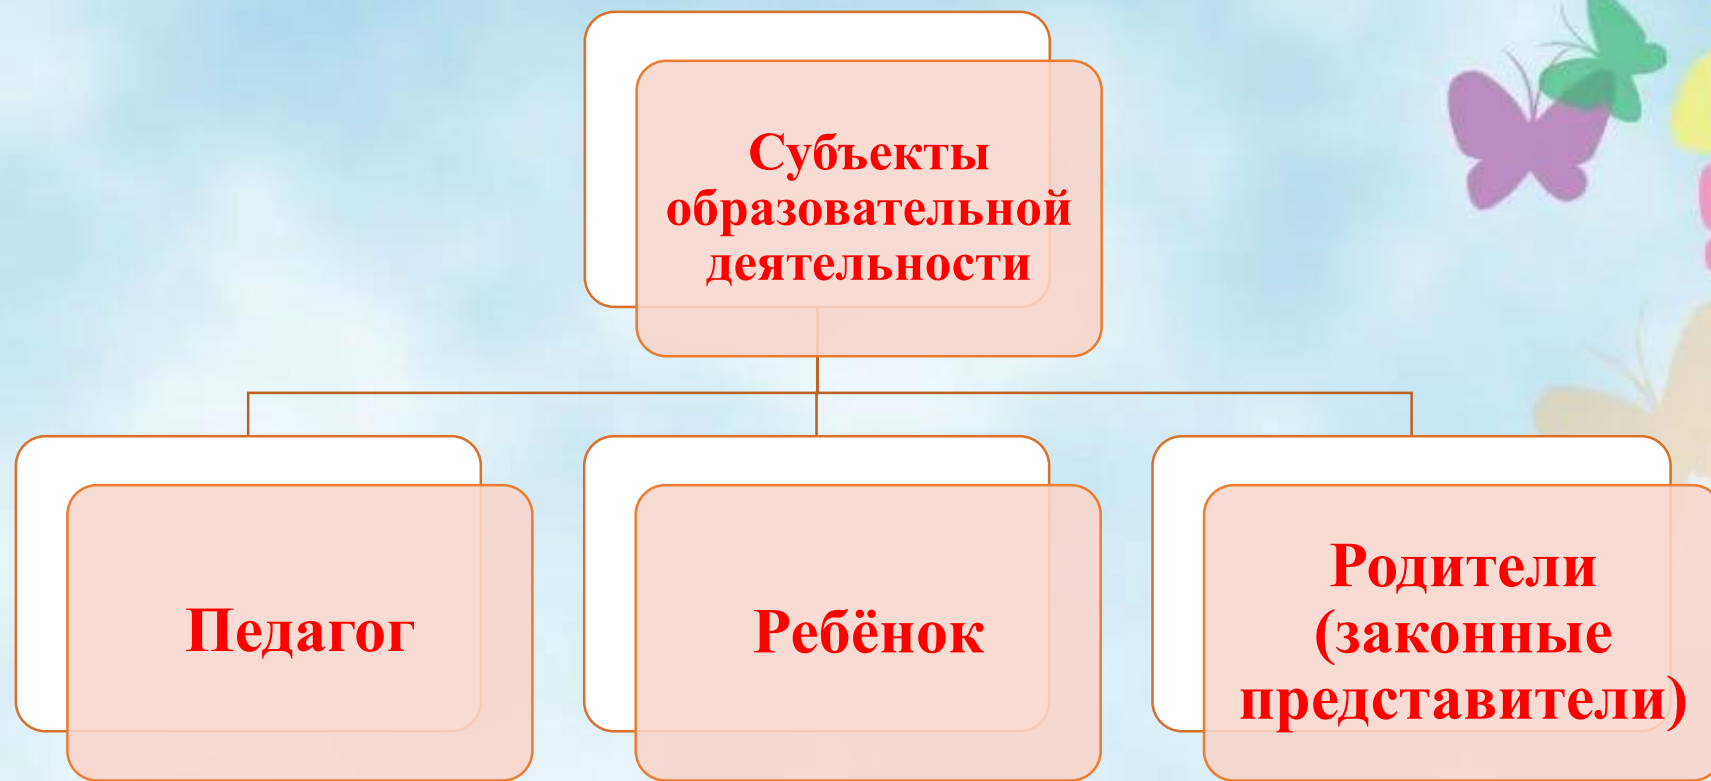 Субъекты
образовательной
деятельности
Педагог
Ребёнок
Родители
(законные
представители)